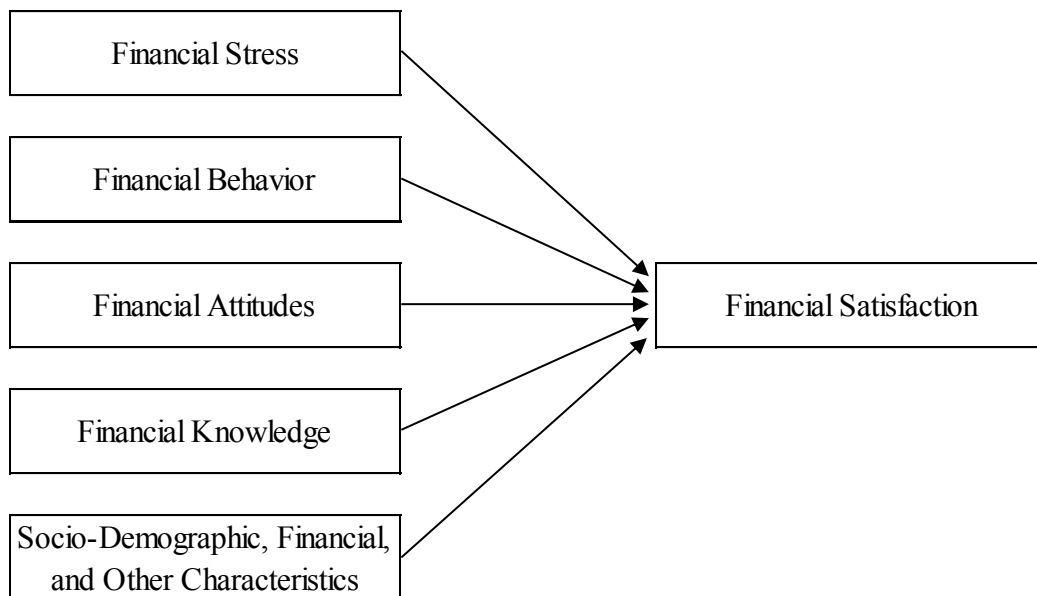 Financial Stress
Financial Behavior
Financial Attitudes
Financial Satisfaction
Financial Knowledge
Socio-Demographic, Financial,
and Other Characteristics